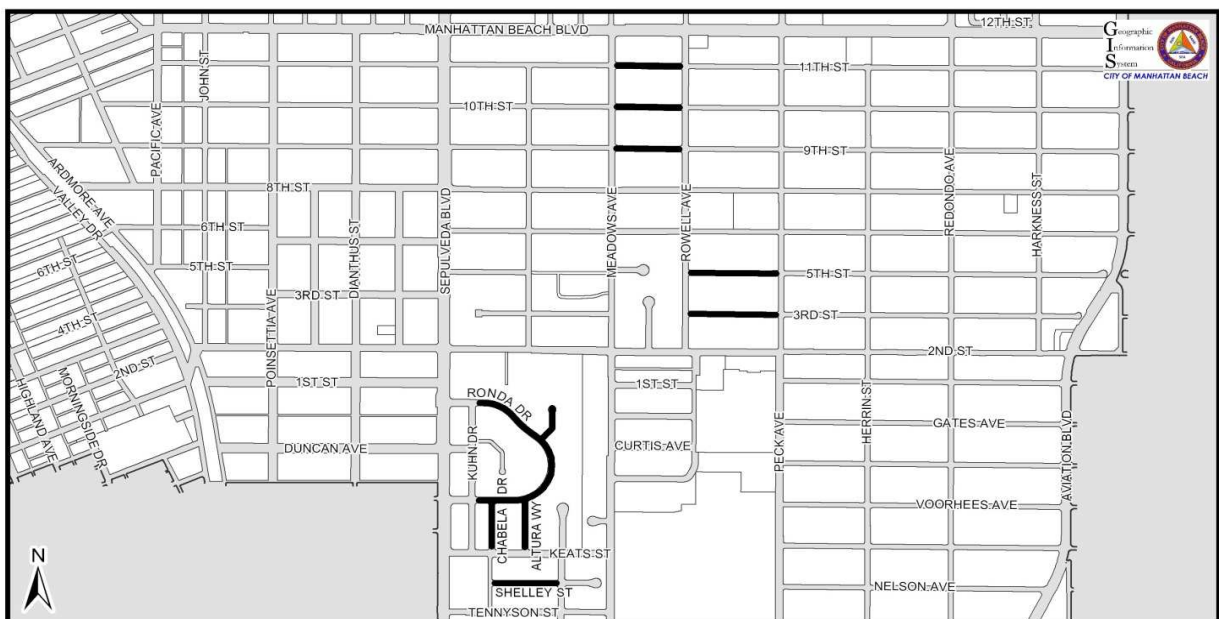 MANHATTAN BEACH BLVD
12TH ST
Geographic
Information
System
CITY OF MANHATTAN BEACH
JOHN ST
11TH ST
PACIFIC AVE
10TH ST
9TH ST
ARDMORE AVE
VALLEY DR
8TH ST
SEPULVEDA BLVD
MEADOWS AVE
ROWELL AVE
REDONDO AVE
HARKNESS ST
6TH ST
DIANTHUS ST
5TH ST
6TH ST
5TH ST
POINSETTIA AVE
3RD ST
3RD ST
4TH ST
2ND ST
2ND ST
HIGHLAND AVE
MORNINGSIDE DR
1ST ST
RONDA DR
1ST ST
HERRIN ST
GATES AVE
DUNCAN AVE
KUHN DR
CURTIS AVE
PECK AVE
AVIATION BLVD
CHABELA DR
ALTURA WY
VOORHEES AVE
N
KEATS ST
SHELLEY ST
NELSON AVE
TENNYSON ST